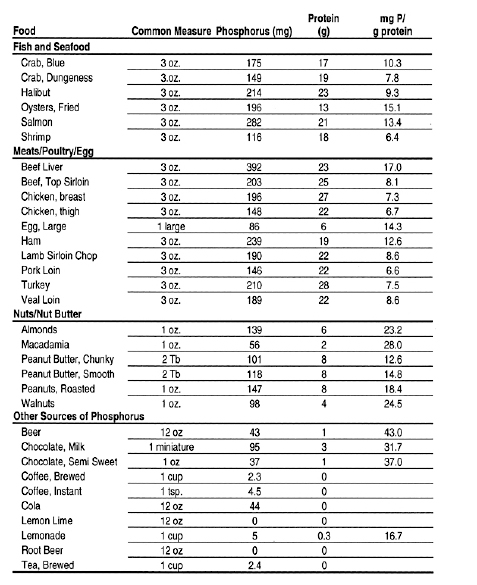 Food Common Measure Phosphorus (mg) Protein (g) mg P/ g protein
Fish and Seafood
Crab, Blue 3 oz. 175 17 10.3
Crab, Dungeness 3 oz. 149 19 7.8
Halibut 3 oz. 214 23 9.3
Oysters, Fried 3 oz. 196 13 15.1
Salmon 3 oz. 282 21 13.4
Shrimp 3 oz. 116 18 6.4
Meats/Poultry/Egg
Beef Liver 3 oz. 392 23 17.0
Beef, Top Sirloin 3 oz. 203 25 8.1
Chicken, breast 3 oz. 196 27 7.3
Chicken, thigh 3 oz. 148 22 6.7
Egg, Large 1 large 86 6 14.3
Ham 3 oz. 239 19 12.6
Lamb Sirloin Chop 3 oz. 190 22 8.6
Pork Loin 3 oz. 146 22 6.6
Turkey 3 oz. 210 28 7.5
Veal Loin 3 oz. 189 22 8.6
Nuts/Nut Butter
Almonds 1 oz. 139 6 23.2
Macadamia 1 oz. 56 2 28.0
Peanut Butter, Chunky 2 Tb 101 8 12.6
Peanut Butter, Smooth 2 Tb 118 8 14.8
Peanuts, Roasted 1 oz. 147 8 18.4
Walnuts 1 oz. 98 4 24.5
Other Sources of Phosphorus
Beer 12 oz 43 1 43.0
Chocolate, Milk 1 miniature 95 3 31.7
Chocolate, Semi Sweet 1 oz 37 1 37.0
Coffee, Brewed 1 cup 2.3 0
Coffee, Instant 1 tsp. 4.5 0
Cola 12 oz 44 0
Lemon Lime 12 oz 0 0
Lemonade 1 cup 5 0.3 16.7
Root Beer 12 oz 0 0
Tea, Brewed 1 cup 2.4 0